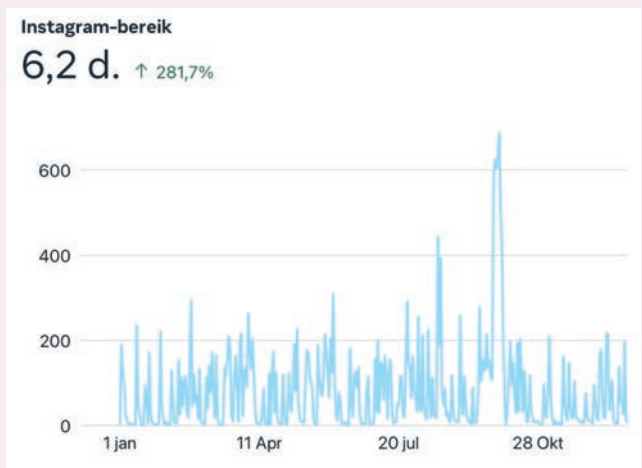 Instagram-bereik
6,2 d. ↑ 281,7%
600
400
200
0
1 jan 11 Apr 20 jul 28 Okt